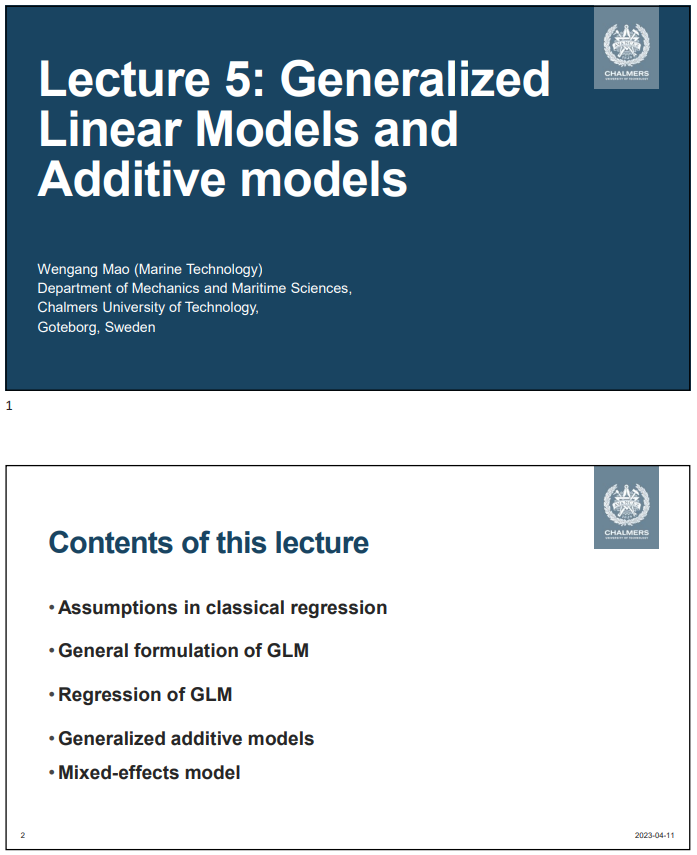 CHALMERS
UNIVERSITY OF TECHNOLOGY
Lecture 5: Generalized
Linear Models and
Additive models
Wengang Mao (Marine Technology)
Department of Mechanics and Maritime Sciences,
Chalmers University of Technology,
Goteborg, Sweden
1
CHALMERS
UNIVERSITY OF TECHNOLOGY
Contents of this lecture
• Assumptions in classical regression
• General formulation of GLM
• Regression of GLM
• Generalized additive models
• Mixed-effects model
2
2023-04-11